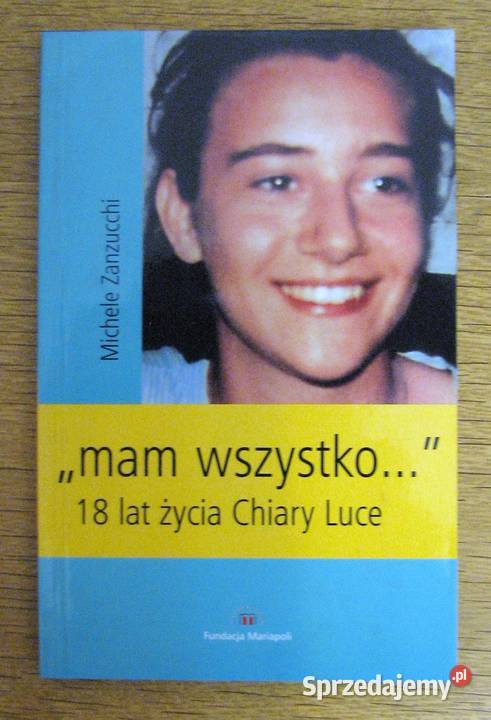 Michele Zanzucchi
„mam wszystko..."
18 lat życia Chiary Luce
Fundacja Mariapoli
Sprzedajemy.pl